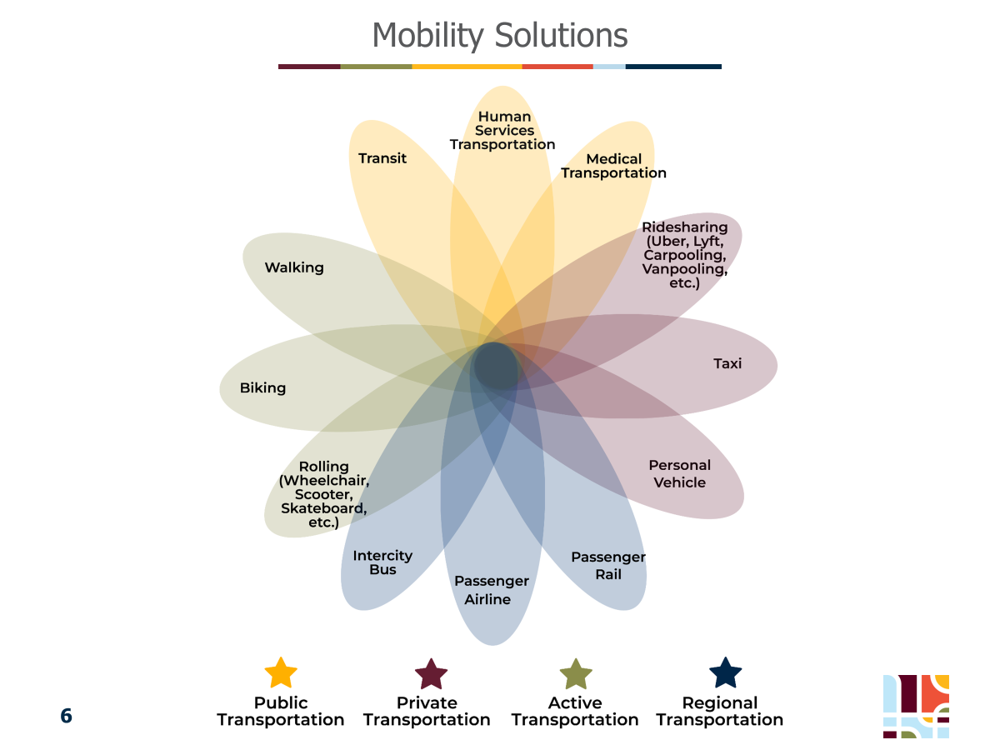 Mobility Solutions
Human
Services
Transportation
Transit
Medical
Transportation
Ridesharing
(Uber, Lyft,
Carpooling,
Vanpooling,
etc.)
Walking
Taxi
Biking
Personal
Vehicle
Rolling
(Wheelchair,
Scooter,
Skateboard,
etc.)
Intercity
Bus
Passenger
Airline
Passenger
Rail
Public
Transportation
Private
Transportation
Active
Transportation
Regional
Transportation
6